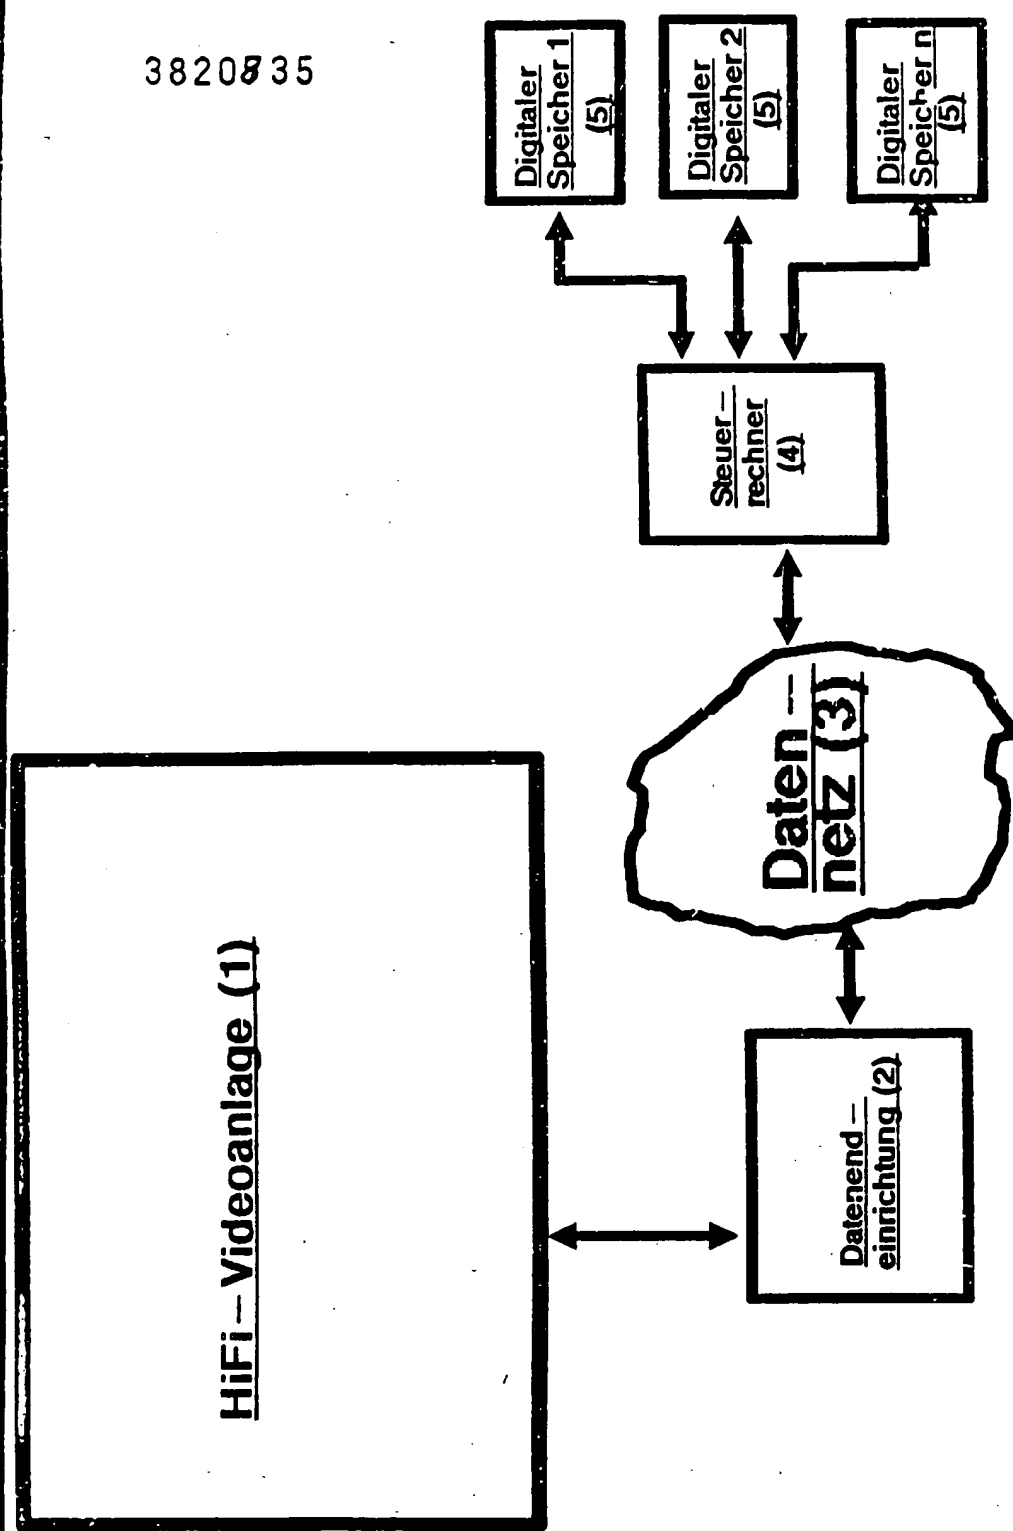 3820835
Digitaler
Speicher 1
(5)
Digitaler
Speicher 2
(5)
Digitaler
Speicher n
(5)
Steuer–
rechner
(4)
Daten–
netz (3)
HiFi–Videoanlage (1)
Datenend–
einrichtung (2)